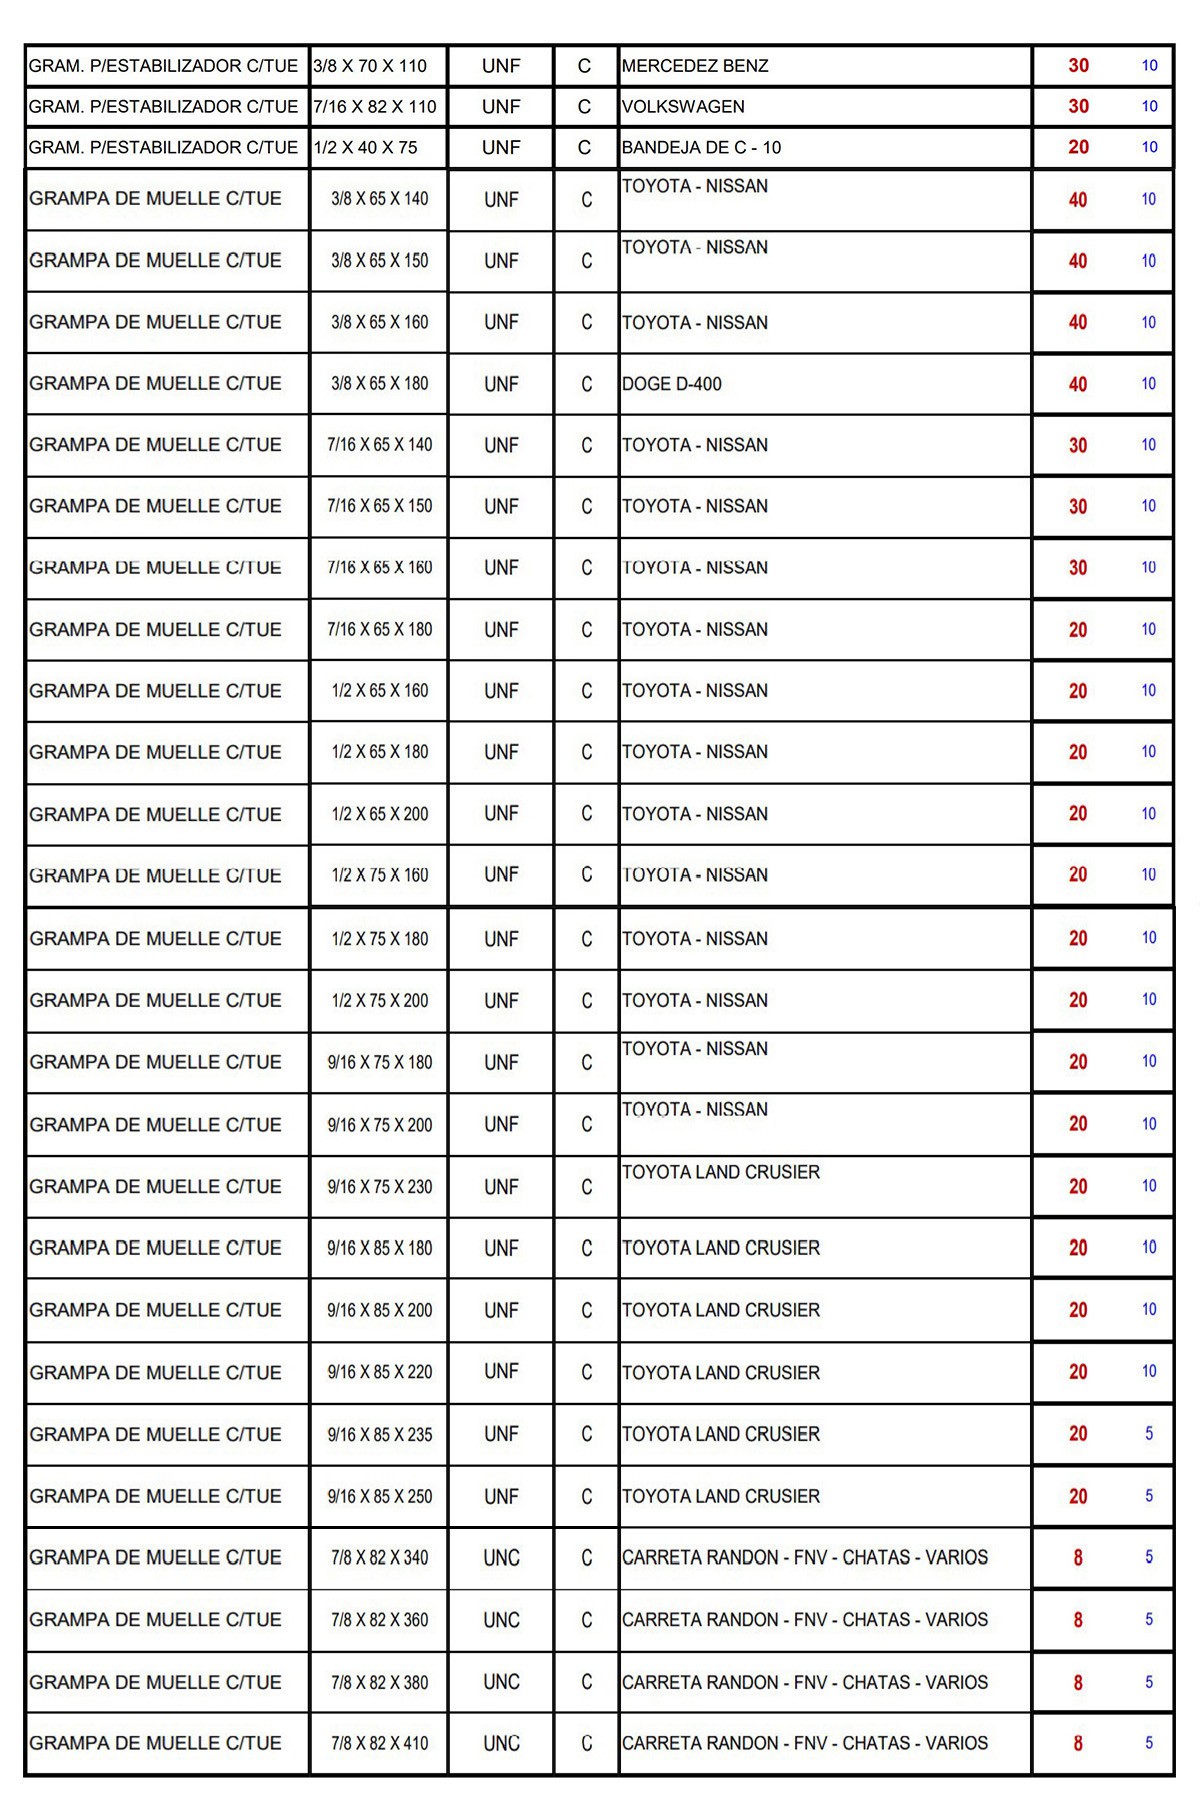 GRAM. P/ESTABILIZADOR C/TUE 3/8 X 70 X 110 UNF C MERCEDEZ BENZ 30 10
GRAM. P/ESTABILIZADOR C/TUE 7/16 X 82 X 110 UNF C VOLKSWAGEN 30 10
GRAM. P/ESTABILIZADOR C/TUE 1/2 X 40 X 75 UNF C BANDEJA DE C - 10 20 10
GRAMPA DE MUELLE C/TUE 3/8 X 65 X 140 UNF C TOYOTA - NISSAN 40 10
GRAMPA DE MUELLE C/TUE 3/8 X 65 X 150 UNF C TOYOTA - NISSAN 40 10
GRAMPA DE MUELLE C/TUE 3/8 X 65 X 160 UNF C TOYOTA - NISSAN 40 10
GRAMPA DE MUELLE C/TUE 3/8 X 65 X 180 UNF C DOGE D-400 40 10
GRAMPA DE MUELLE C/TUE 7/16 X 65 X 140 UNF C TOYOTA - NISSAN 30 10
GRAMPA DE MUELLE C/TUE 7/16 X 65 X 150 UNF C TOYOTA - NISSAN 30 10
GRAMPA DE MUELLE C/TUE 7/16 X 65 X 160 UNF C TOYOTA - NISSAN 30 10
GRAMPA DE MUELLE C/TUE 7/16 X 65 X 180 UNF C TOYOTA - NISSAN 20 10
GRAMPA DE MUELLE C/TUE 1/2 X 65 X 160 UNF C TOYOTA - NISSAN 20 10
GRAMPA DE MUELLE C/TUE 1/2 X 65 X 180 UNF C TOYOTA - NISSAN 20 10
GRAMPA DE MUELLE C/TUE 1/2 X 65 X 200 UNF C TOYOTA - NISSAN 20 10
GRAMPA DE MUELLE C/TUE 1/2 X 75 X 160 UNF C TOYOTA - NISSAN 20 10
GRAMPA DE MUELLE C/TUE 1/2 X 75 X 180 UNF C TOYOTA - NISSAN 20 10
GRAMPA DE MUELLE C/TUE 1/2 X 75 X 200 UNF C TOYOTA - NISSAN 20 10
GRAMPA DE MUELLE C/TUE 9/16 X 75 X 180 UNF C TOYOTA - NISSAN 20 10
GRAMPA DE MUELLE C/TUE 9/16 X 75 X 200 UNF C TOYOTA - NISSAN 20 10
GRAMPA DE MUELLE C/TUE 9/16 X 75 X 230 UNF C TOYOTA LAND CRUSIER 20 10
GRAMPA DE MUELLE C/TUE 9/16 X 85 X 180 UNF C TOYOTA LAND CRUSIER 20 10
GRAMPA DE MUELLE C/TUE 9/16 X 85 X 200 UNF C TOYOTA LAND CRUSIER 20 10
GRAMPA DE MUELLE C/TUE 9/16 X 85 X 220 UNF C TOYOTA LAND CRUSIER 20 10
GRAMPA DE MUELLE C/TUE 9/16 X 85 X 235 UNF C TOYOTA LAND CRUSIER 20 5
GRAMPA DE MUELLE C/TUE 9/16 X 85 X 250 UNF C TOYOTA LAND CRUSIER 20 5
GRAMPA DE MUELLE C/TUE 7/8 X 82 X 340 UNC C CARRETA RANDON - FNV - CHATAS - VARIOS 8 5
GRAMPA DE MUELLE C/TUE 7/8 X 82 X 360 UNC C CARRETA RANDON - FNV - CHATAS - VARIOS 8 5
GRAMPA DE MUELLE C/TUE 7/8 X 82 X 380 UNC C CARRETA RANDON - FNV - CHATAS - VARIOS 8 5
GRAMPA DE MUELLE C/TUE 7/8 X 82 X 410 UNC C CARRETA RANDON - FNV - CHATAS - VARIOS 8 5